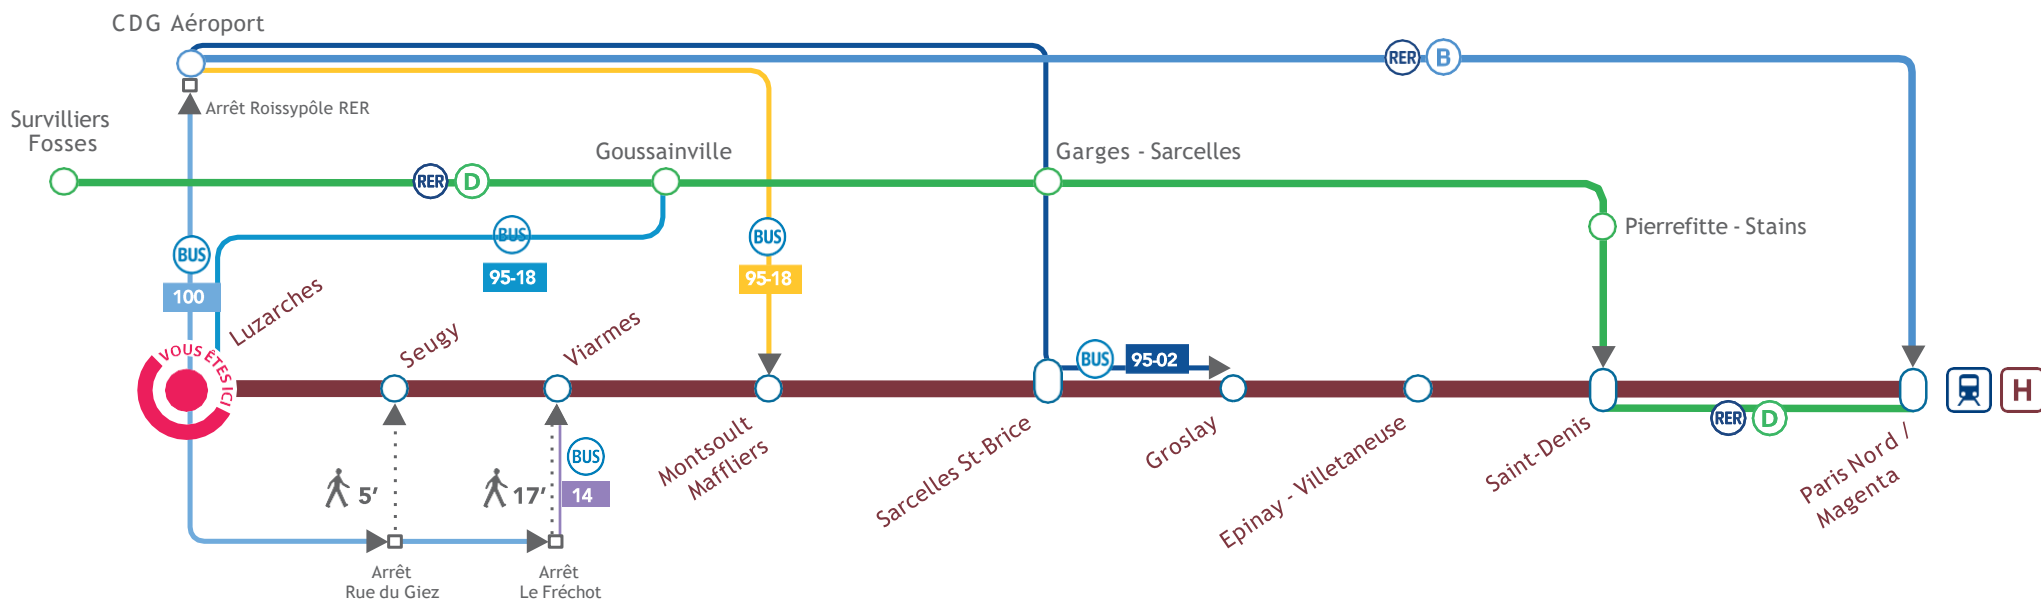 CDG Aéroport
RER B
Arrêt Roissypôle RER
Survilliers
Fosses
Goussainville
Garges - Sarcelles
RER D
Pierrefitte - Stains
BUS
BUS
BUS
95-18
95-18
100
Luzarches
Seugy
Viarmes
VOUS ÊTES ICI
BUS 95-02
H
RER D
Montsoult
Maffliers
Sarcelles St-Brice
Groslay
Epinay - Villetaneuse
Saint-Denis
Paris Nord /
Magenta
BUS
5’
17’
14
Arrêt
Rue du Giez
Arrêt
Le Fréchot